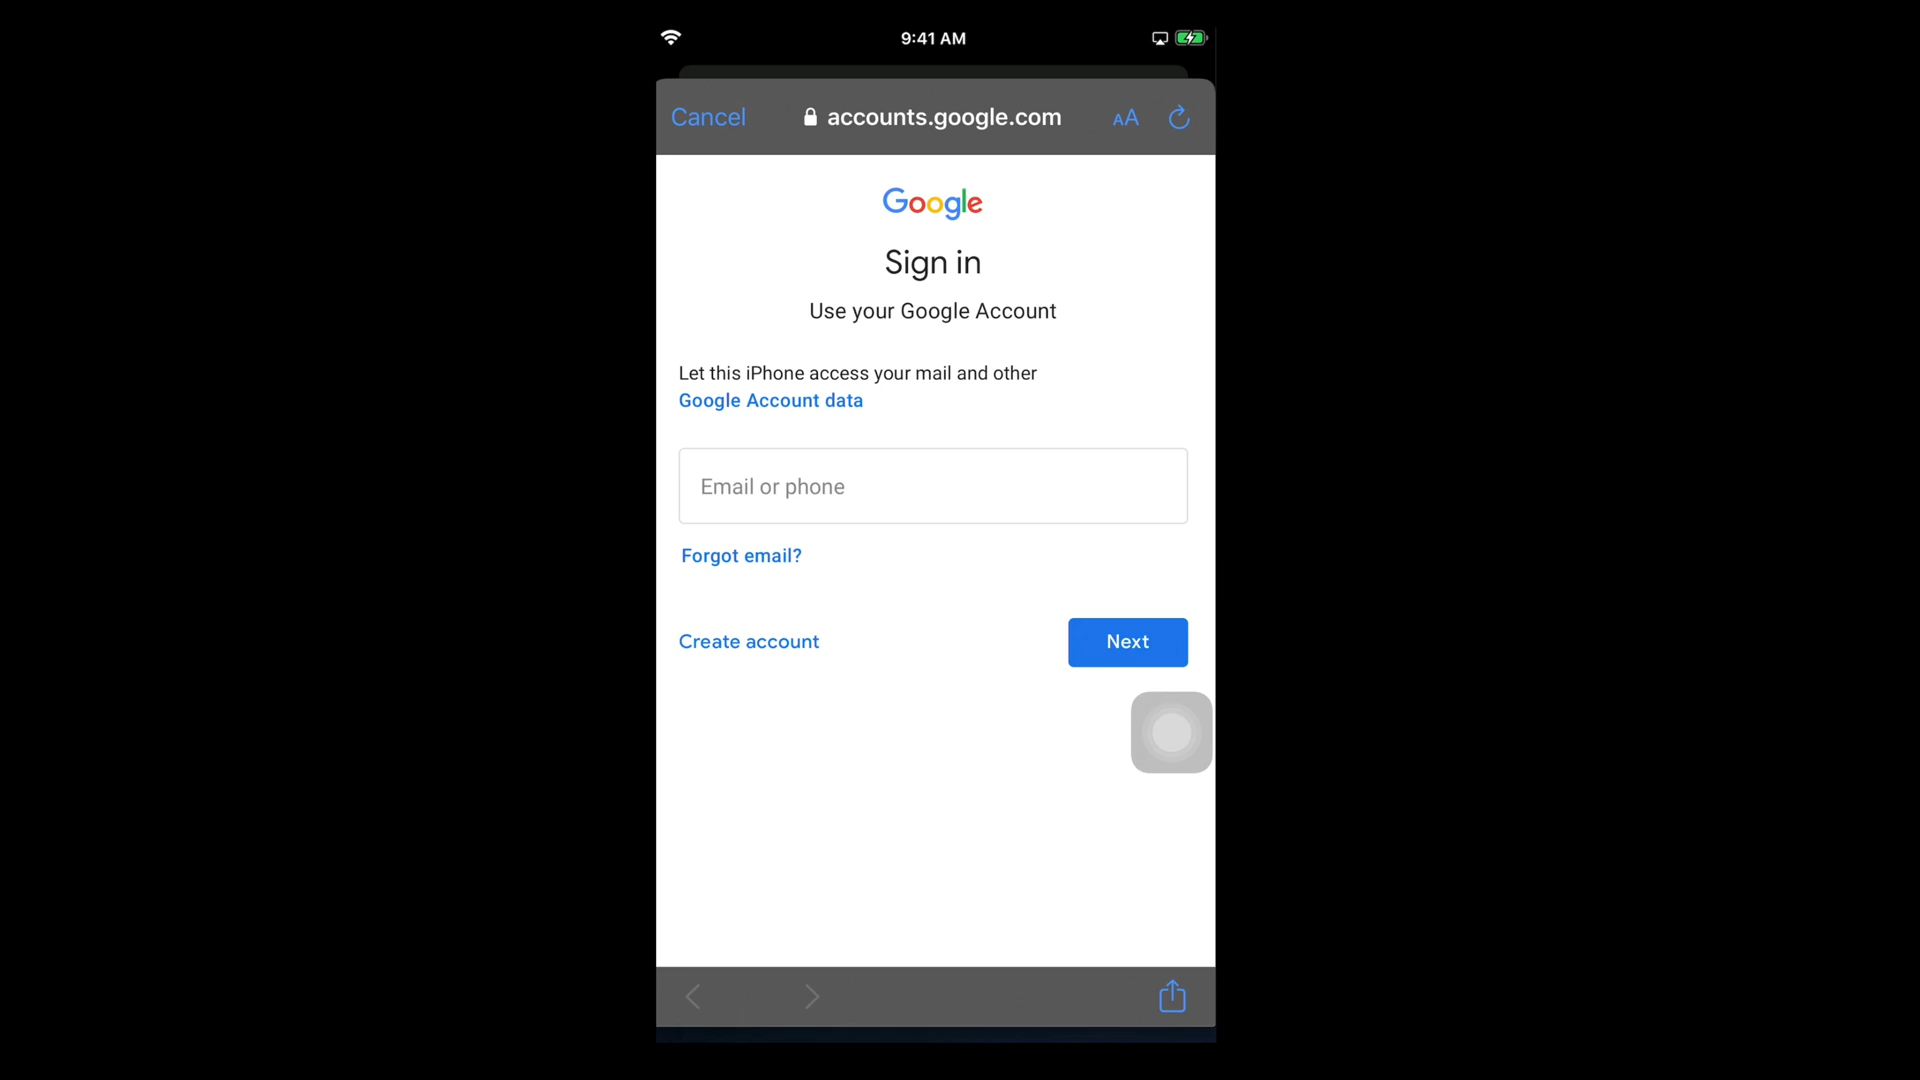 9:41 AM
Cancel
accounts.google.com
AA
Google
Sign in
Use your Google Account
Let this iPhone access your mail and other
Google Account data
Email or phone
Forgot email?
Create account
Next